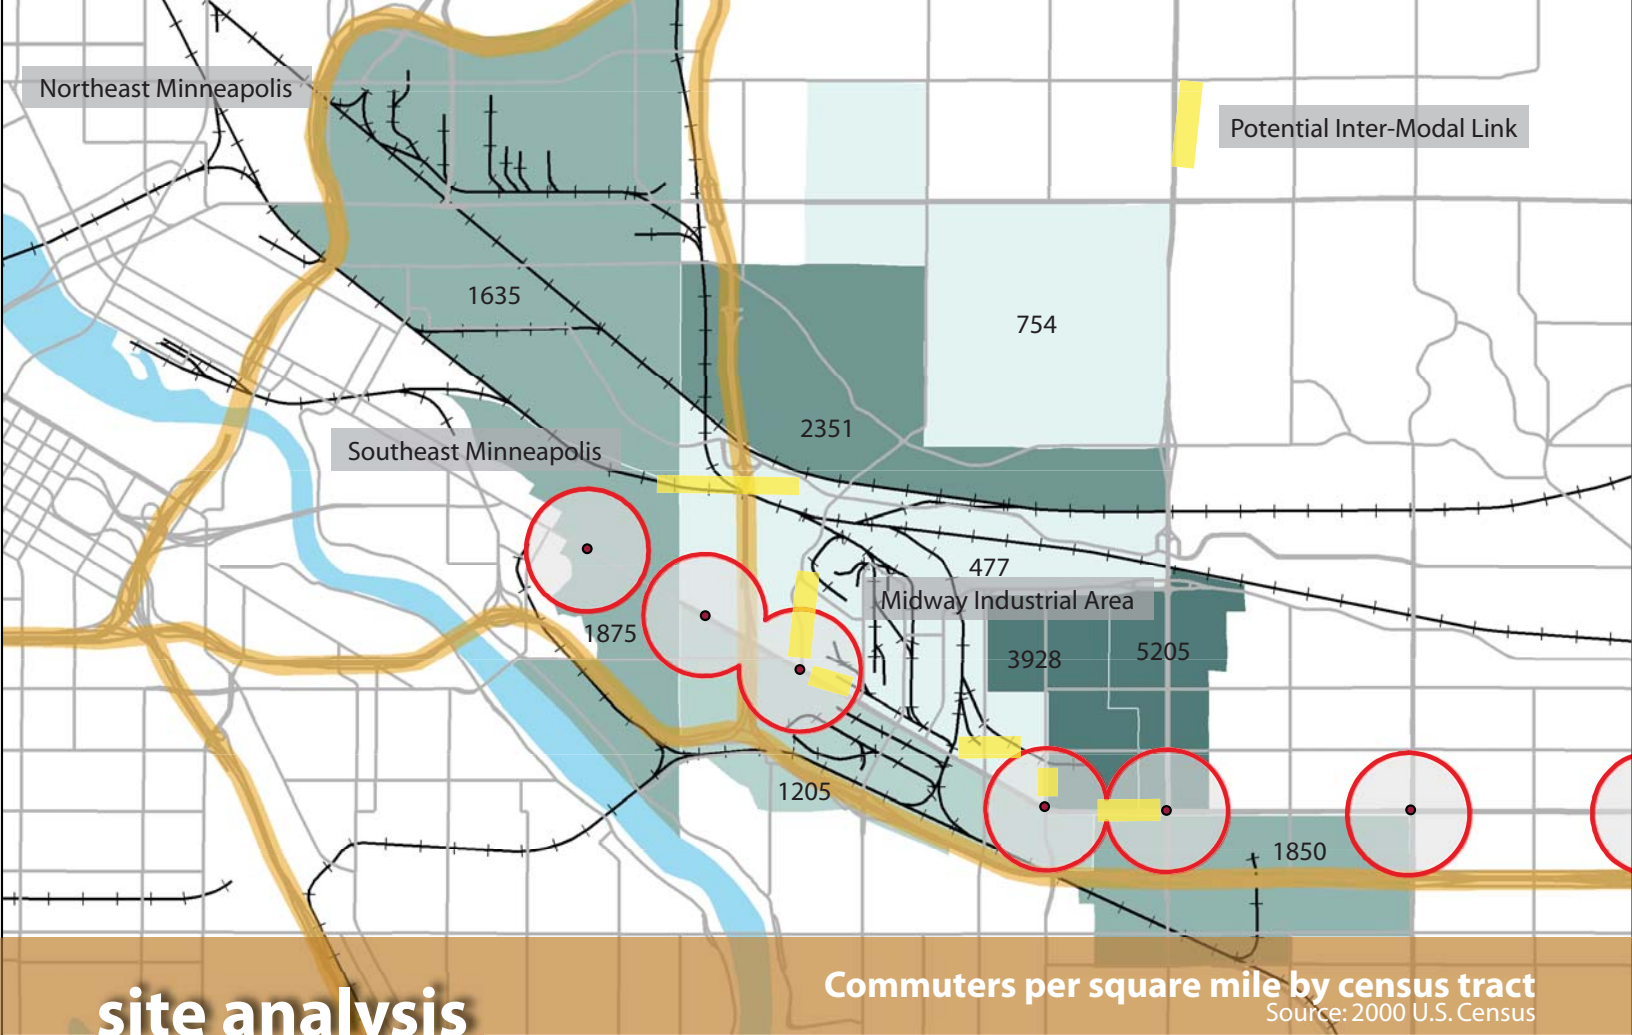 Northeast Minneapolis
Potential Inter-Modal Link
1635
754
2351
Southeast Minneapolis
477
Midway Industrial Area
1875
3928
5205
1205
1850
Commuters per square mile by census tract
site analysis
Source: 2000 U.S. Census